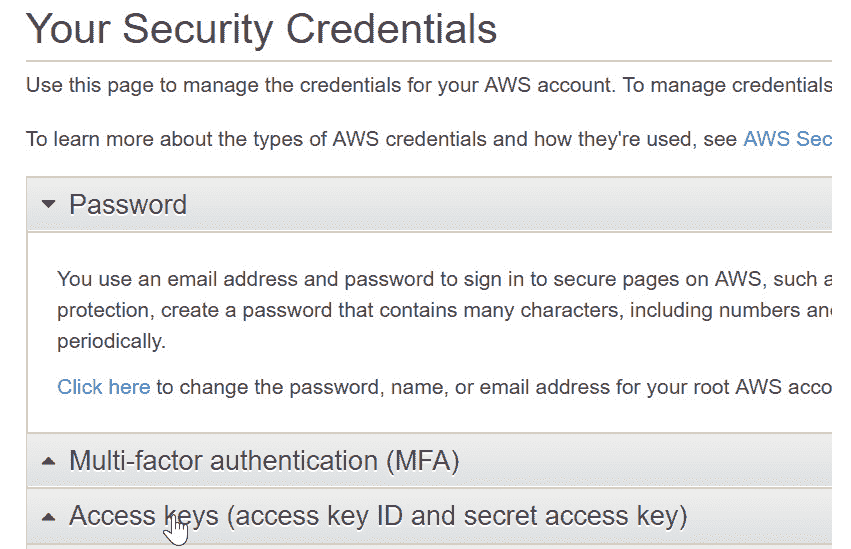 Your Security Credentials
Use this page to manage the credentials for your AWS account. To manage credentials
To learn more about the types of AWS credentials and how they're used, see AWS Sec
Password
You use an email address and password to sign in to secure pages on AWS, such a
protection, create a password that contains many characters, including numbers an
periodically.
Click here to change the password, name, or email address for your root AWS acco
Multi-factor authentication (MFA)
Access keys (access key ID and secret access key)